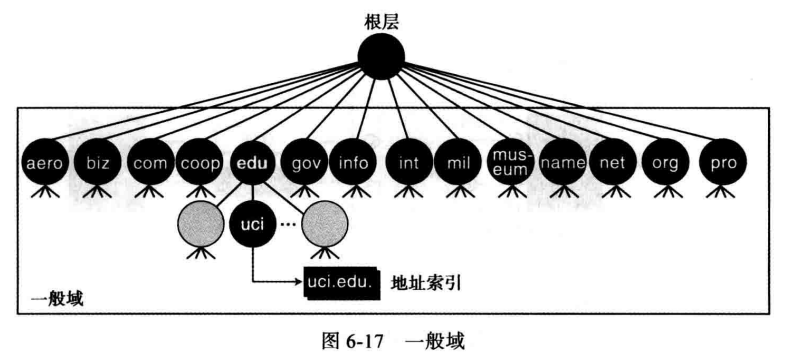 根层
aero biz com coop edu gov info int mil mus-
eum name net org pro
uci ...
uci.edu. 地址索引
一般域
图 6-17 一般域